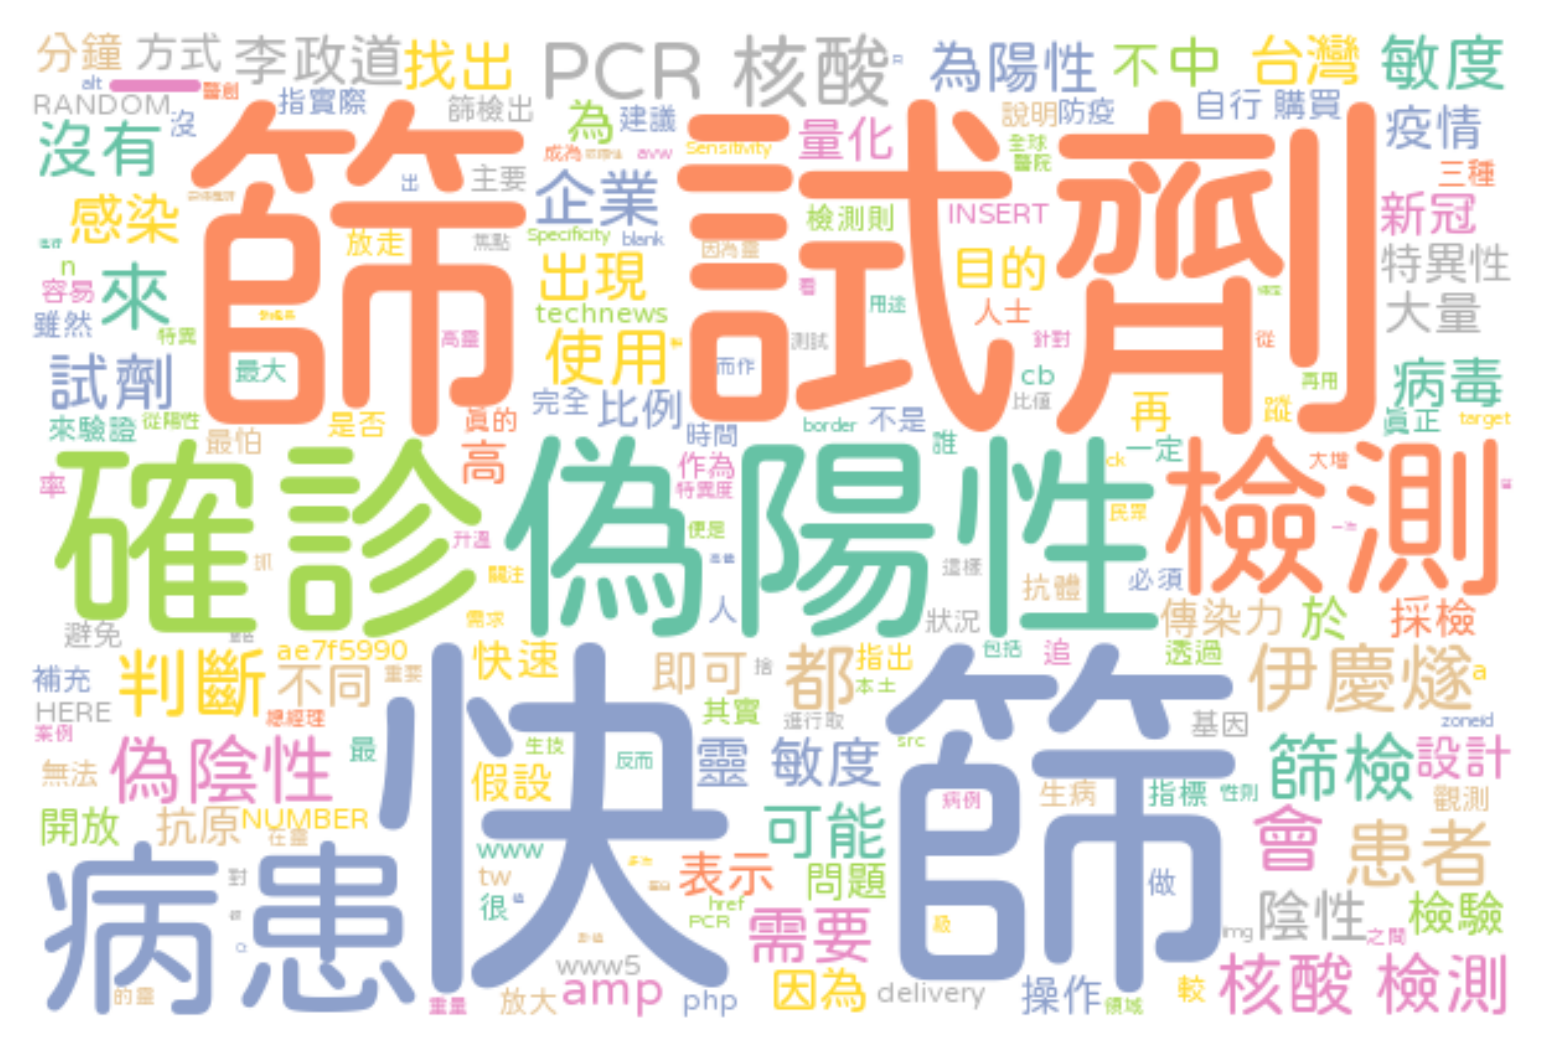 分鐘 方式 李政道 找出 PCR 核酸 為陽性 不中 台灣 敏度
alt 醫創
RANDOM 沒 指實際 篩檢出 為 建議 說明 防疫 自行 購買
沒有 量化 疫情
成為 avw Sensitivity 全球 醫院
篩 試劑
出 主要 企業 三種
感染 檢測則 INSERT 新冠
放走 焦點 Specificity blank 因為靈 特異性
n 來 出現 目的
容易 看 用途 大量
雖然 特異 technews 人士
高靈 使用 測試 針對 從
試劑 最大 而作 cb 再用 病毒
完全 比例 比值 再 蹤
來驗證 從陽性 是否 真的 border 不是 真正 target
最怕 高 時間 誰 一定
率 作為 ck 大增
特異度
確診 偽陽性 檢測
升溫 便是 民眾
抓 關注 這樣 抗體 必須
需求 人 狀況 傳染力 於 採檢
避免
ae7f5990 快速 即可 捨 都 指出 包括 追 透過 伊慶燧 a
補充 判斷 不同 重要 本土
HERE 總經理 其實 進行取 基因 zoneid
案例
快 篩
偽陰性 最 生技 反而 靈 敏度 src 篩檢 設計
無法 假設 病例 生病 指標 性則 觀測
開放 抗原 NUMBER 可能 會 患者
在靈 www
病患
對 tw 表示 問題 做
很 href
PCR 需要 級 img 陰性 之間 檢驗
www5
的靈 重量 放大 amp php 因為 delivery 操作 領域 較 核酸 檢測